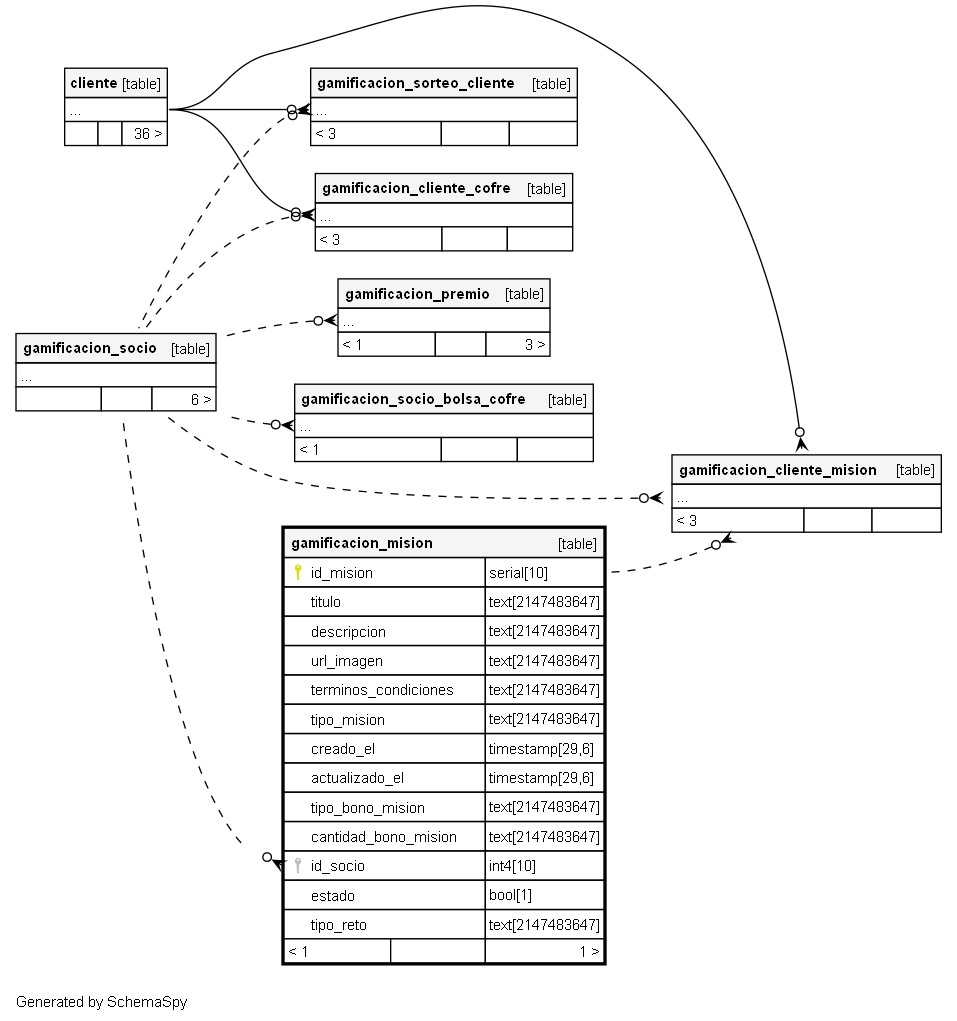 cliente [table]
...
36 >
gamificacion_sorteo_cliente [table]
...
< 3
gamificacion_cliente_cofre [table]
...
< 3
gamificacion_premio [table]
...
< 1 3 >
gamificacion_socio [table]
...
6 >
gamificacion_socio_bolsa_cofre [table]
...
< 1
gamificacion_cliente_mision [table]
...
< 3
gamificacion_mision [table]
id_mision serial[10]
titulo text[2147483647]
descripcion text[2147483647]
url_imagen text[2147483647]
terminos_condiciones text[2147483647]
tipo_mision text[2147483647]
creado_el timestamp[29,6]
actualizado_el timestamp[29,6]
tipo_bono_mision text[2147483647]
cantidad_bono_mision text[2147483647]
id_socio int4[10]
estado bool[1]
tipo_reto text[2147483647]
< 1 1 >
Generated by SchemaSpy